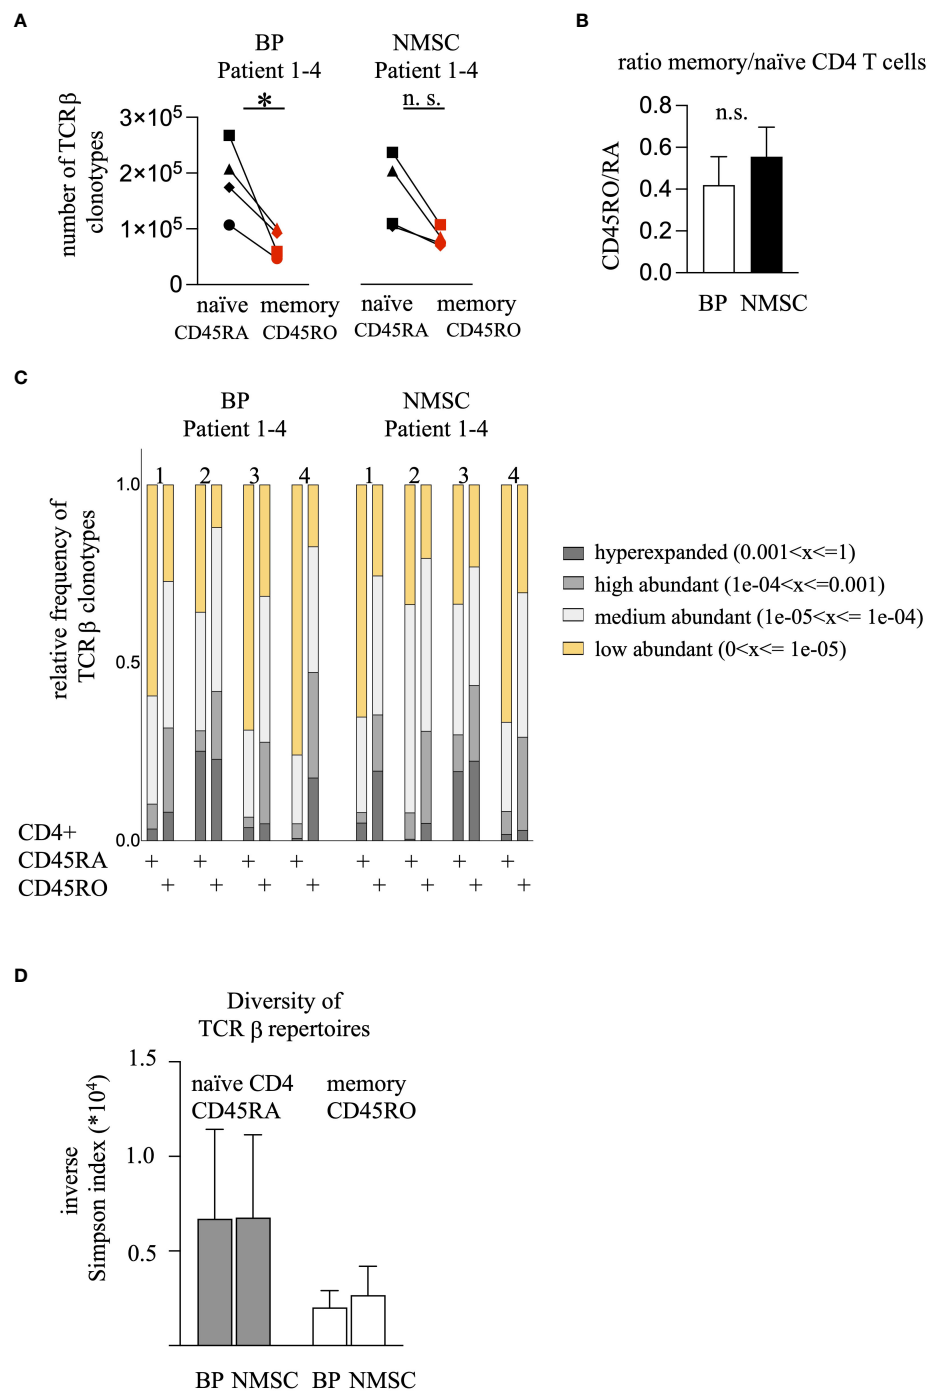 A
BP
Patient 1-4
NMSC
Patient 1-4
*
n. s.
number of TCRβ
clonotypes
3×10⁵
2×10⁵
1×10⁵
0
naïve memory
CD45RA CD45RO
naïve memory
CD45RA CD45RO
B
ratio memory/naïve CD4 T cells
n.s.
CD45RO/RA
0.8
0.6
0.4
0.2
0.0
BP NMSC
C
BP
Patient 1-4
NMSC
Patient 1-4
relative frequency of
TCRβ clonotypes
1 2 3 4 1 2 3 4
1.0
0.5
0.0
hyperexpanded (0.001<x<=1)
high abundant (1e-04<x<=0.001)
medium abundant (1e-05<x<= 1e-04)
low abundant (0<x<= 1e-05)
CD4+
CD45RA + + + + + + + +
CD45RO + + + + + + + +
D
Diversity of
TCR β repertoires
inverse
Simpson index (*10⁴)
1.5
1.0
0.5
naïve CD4
CD45RA
memory
CD45RO
BP NMSC BP NMSC